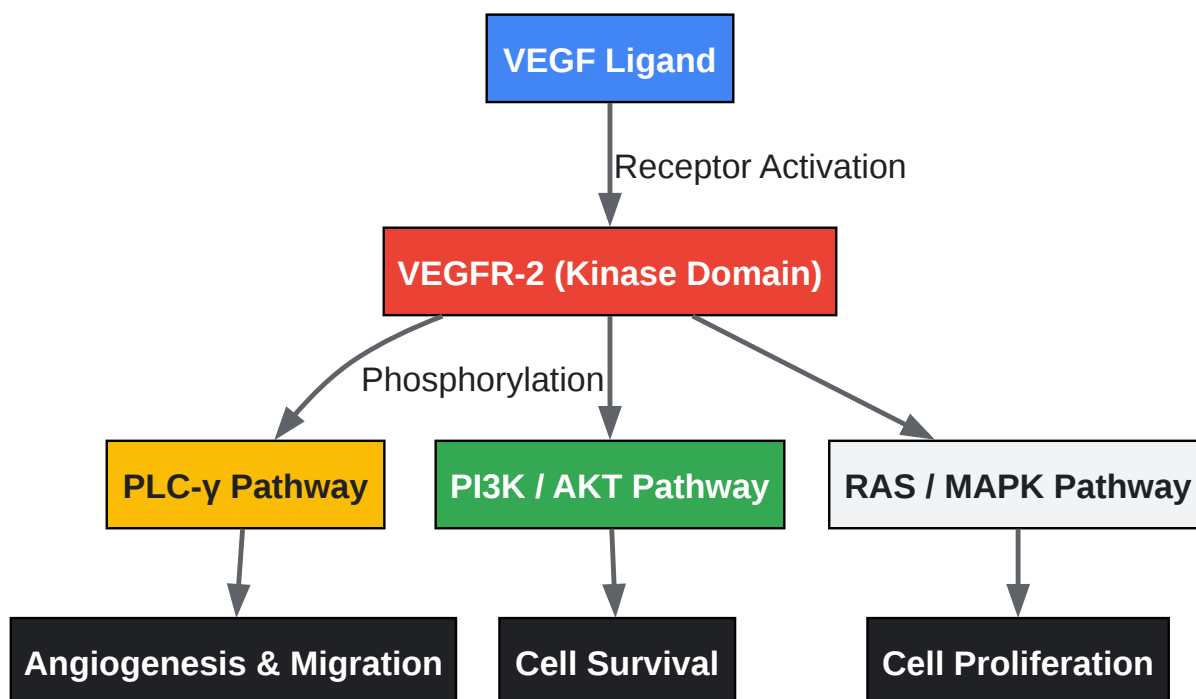 VEGF Ligand
Receptor Activation
VEGFR-2 (Kinase Domain)
Phosphorylation
PLC-γ Pathway
PI3K / AKT Pathway
RAS / MAPK Pathway
Angiogenesis & Migration
Cell Survival
Cell Proliferation